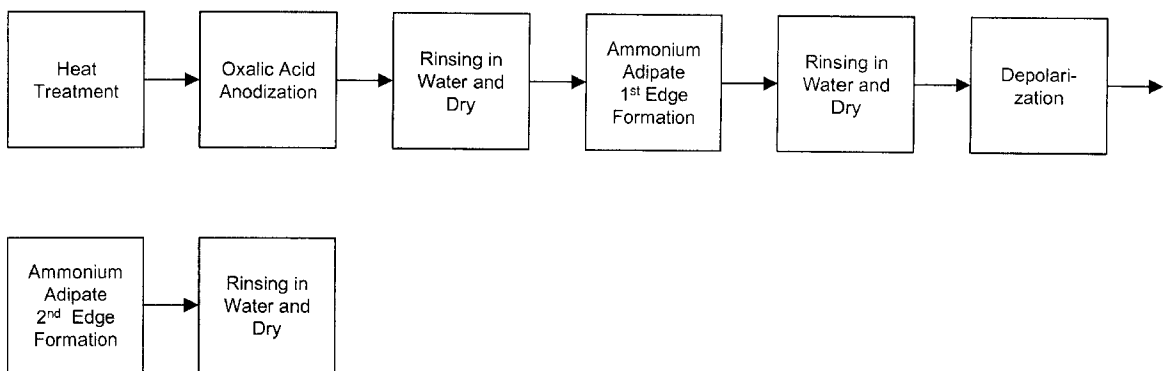 Heat
Treatment
Oxalic Acid
Anodization
Rinsing in
Water and
Dry
Ammonium
Adipate
1st Edge
Formation
Rinsing in
Water and
Dry
Depolari-
zation
Ammonium
Adipate
2nd Edge
Formation
Rinsing in
Water and
Dry